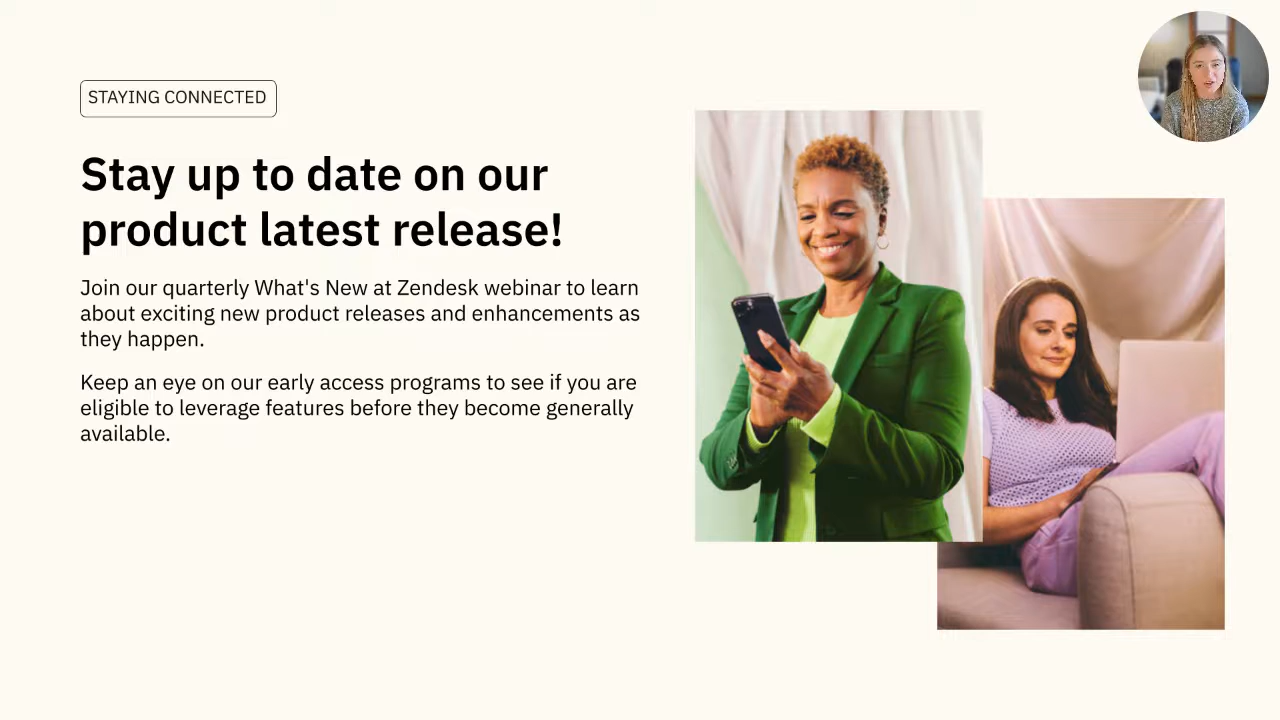 STAYING CONNECTED
Stay up to date on our
product latest release!
Join our quarterly What's New at Zendesk webinar to learn
about exciting new product releases and enhancements as
they happen.
Keep an eye on our early access programs to see if you are
eligible to leverage features before they become generally
available.